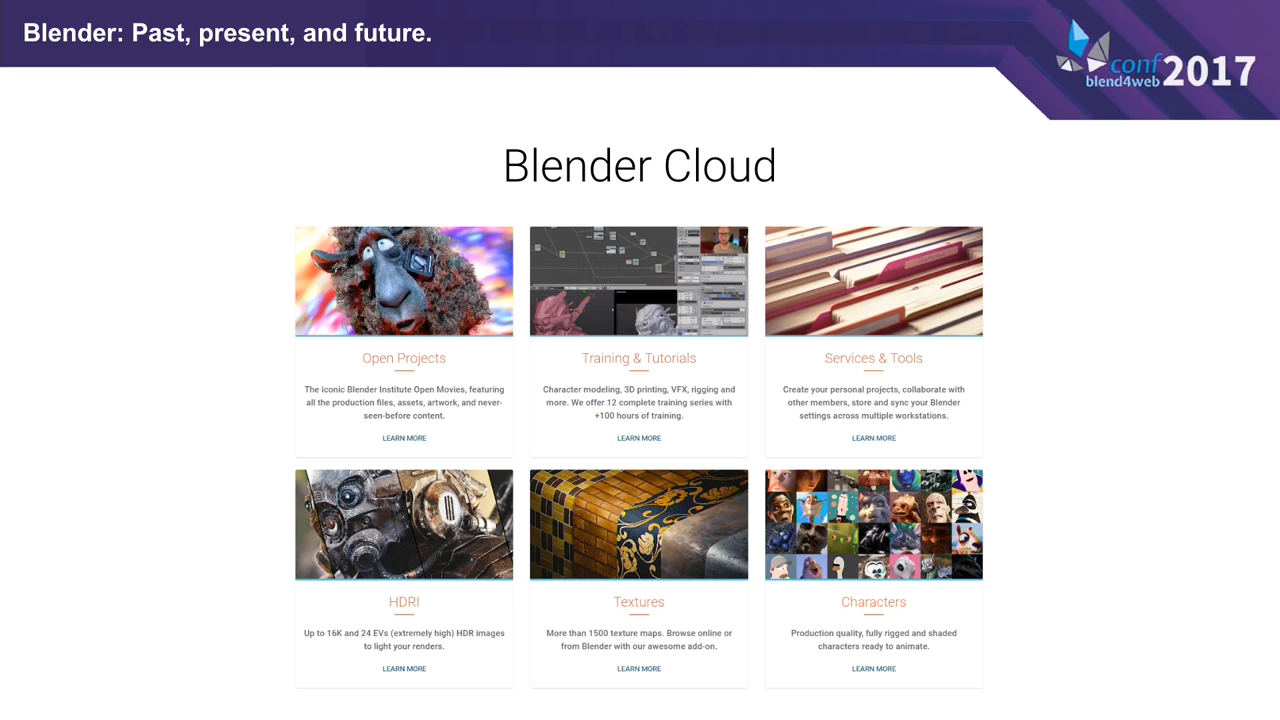 Blender: Past, present, and future.
conf
blend4web
2017
Blender Cloud
Open Projects
The iconic Blender Institute Open Movies, featuring
all the production files, assets, artwork, and never-
seen-before content.
LEARN MORE
Training & Tutorials
Character modeling, 3D printing, VFX, rigging and
more. We offer 12 complete training series with
+100 hours of training.
LEARN MORE
Services & Tools
Create your personal projects, collaborate with
other members, store and sync your Blender
settings across multiple workstations.
LEARN MORE
HDRI
Up to 16K and 24 EVs (extremely high) HDR images
to light your renders.
LEARN MORE
Textures
More than 1500 texture maps. Browse online or
from Blender with our awesome add-on.
LEARN MORE
Characters
Production quality, fully rigged and shaded
characters ready to animate.
LEARN MORE